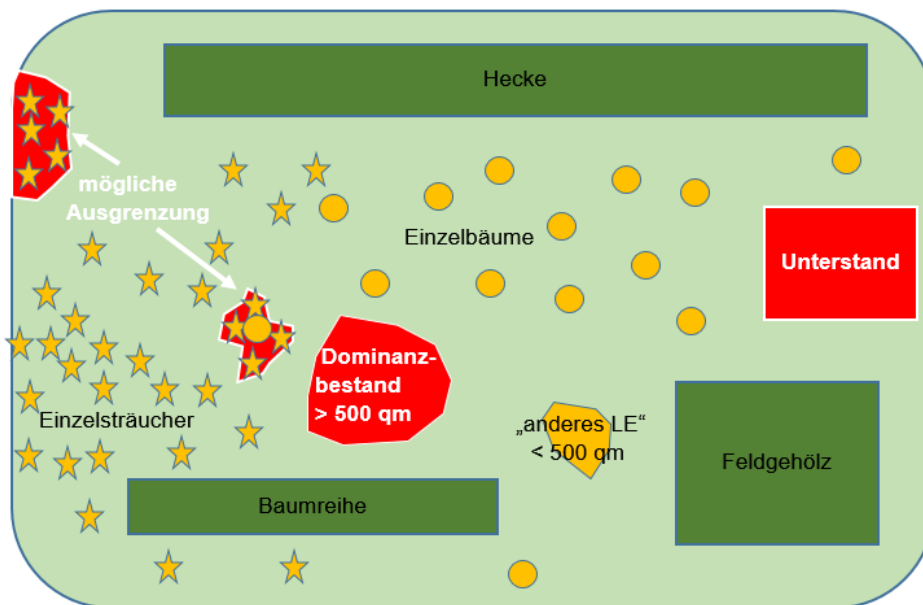 Hecke
mögliche
Ausgrenzung
Einzelbäume
Unterstand
Dominanz-
bestand
> 500 qm
Einzelsträucher
„anderes LE“
< 500 qm
Feldgehölz
Baumreihe